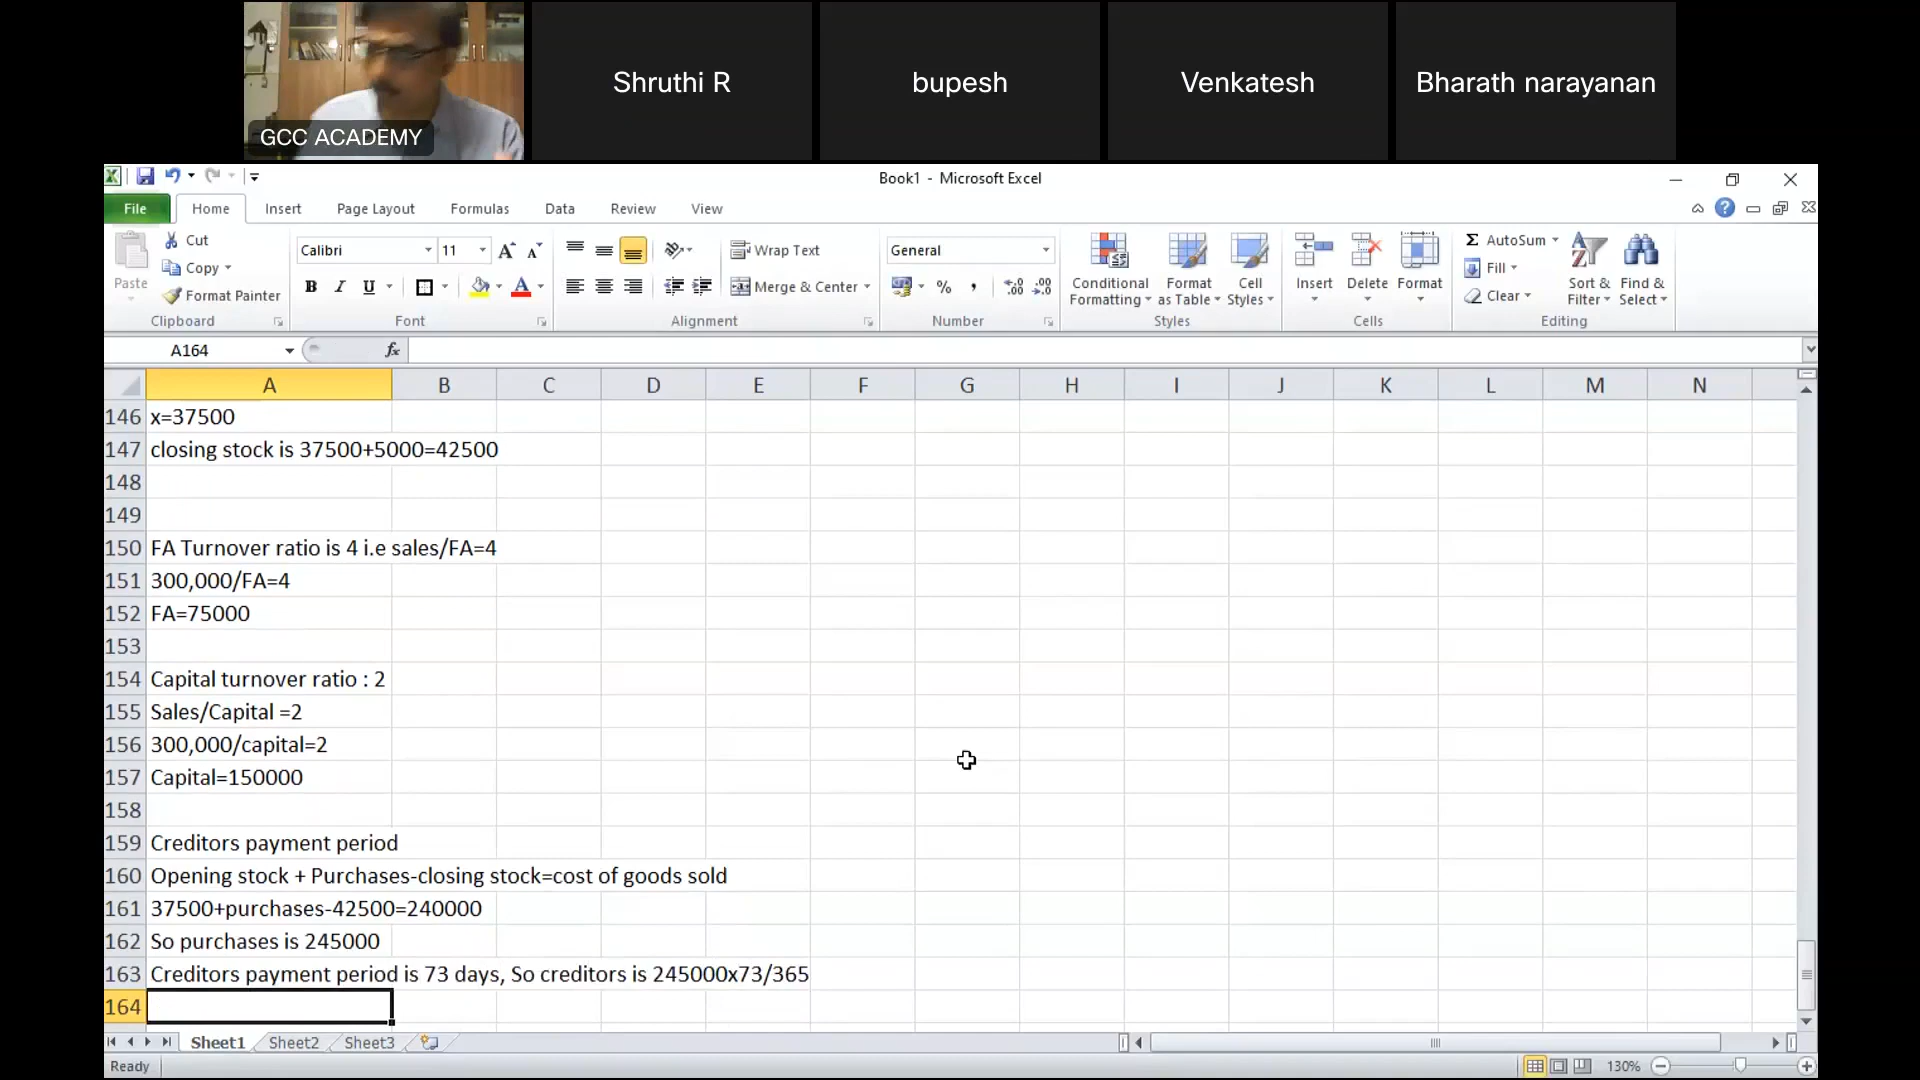 Shruthi R
bupesh
Venkatesh
Bharath narayanan
GCC ACADEMY
Book1 - Microsoft Excel
File Home Insert Page Layout Formulas Data Review View
Cut
Copy
Format Painter
Paste
Clipboard
Calibri 11
B I U
Font
Wrap Text
Merge & Center
Alignment
General
%
Number
Conditional Formatting
Format as Table
Cell Styles
Styles
Insert Delete Format
Cells
AutoSum
Fill
Clear
Sort & Filter
Find & Select
Editing
A164
fx
A B C D E F G H I J K L M N
146 x=37500
147 closing stock is 37500+5000=42500
148
149
150 FA Turnover ratio is 4 i.e sales/FA=4
151 300,000/FA=4
152 FA=75000
153
154 Capital turnover ratio : 2
155 Sales/Capital =2
156 300,000/capital=2
157 Capital=150000
158
159 Creditors payment period
160 Opening stock + Purchases-closing stock=cost of goods sold
161 37500+purchases-42500=240000
162 So purchases is 245000
163 Creditors payment period is 73 days, So creditors is 245000x73/365
164
Sheet1 Sheet2 Sheet3
Ready
130%